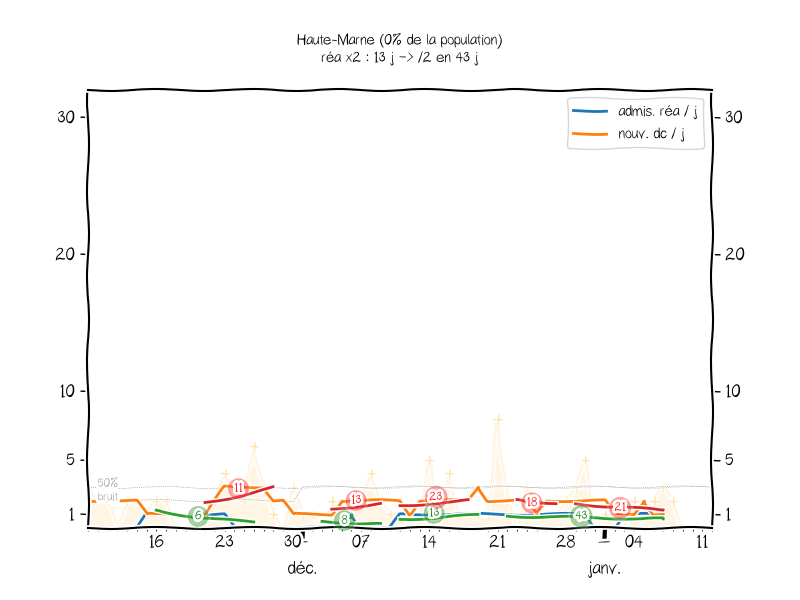 Haute-Marne (0% de la population)
réa x2 : 13 j -> /2 en 43 j
admis. réa / j
nouv. dc / j
30
30
20
20
10
10
5
5
1
1
50%
bruit
11
6
13
8
23
13
18
43
21
16 23 30 07 14 21 28 04 11
déc. janv.